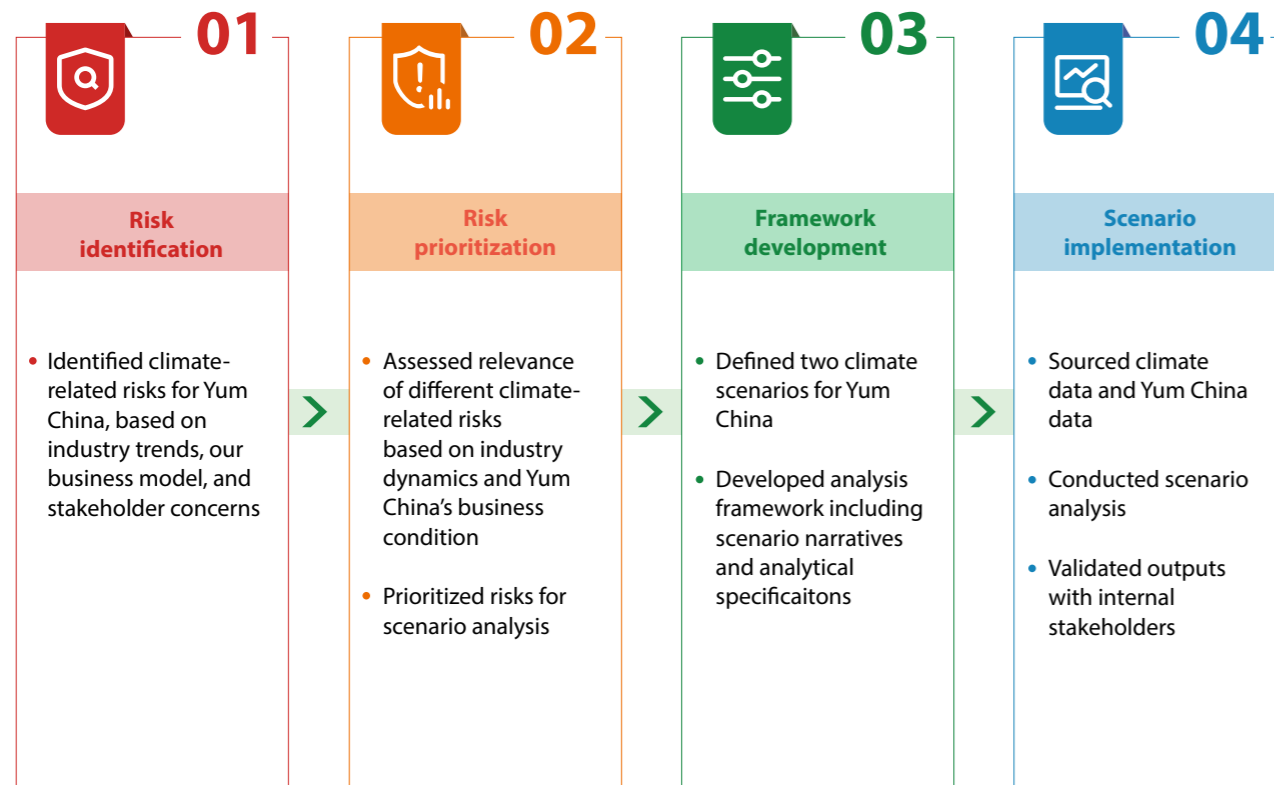 01
Risk
identification
• Identified climate-
related risks for Yum
China, based on
industry trends, our
business model, and
stakeholder concerns
02
Risk
prioritization
• Assessed relevance
of different climate-
related risks
based on industry
dynamics and Yum
China's business
condition
• Prioritized risks for
scenario analysis
03
Framework
development
• Defined two climate
scenarios for Yum
China
• Developed analysis
framework including
scenario narratives
and analytical
specificaitons
04
Scenario
implementation
• Sourced climate
data and Yum China
data
• Conducted scenario
analysis
• Validated outputs
with internal
stakeholders